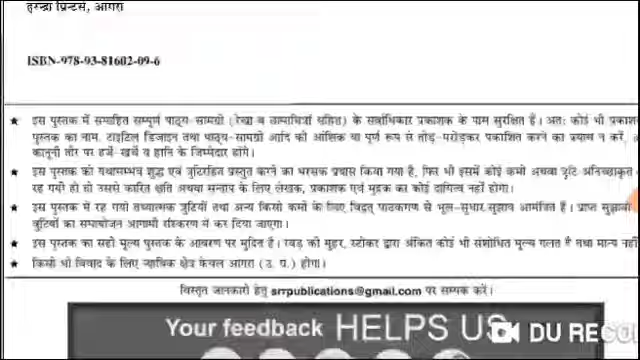 हरेन्द्रा प्रिन्टर्स, आगरा
ISBN-978-93-81602-09-6
★ इस पुस्तक में समाहित सम्पूर्ण पाठ्य-सामग्री (रेखा व छायाचित्रों सहित) के सर्वाधिकार प्रकाशक के पास सुरक्षित हैं। अतः कोई भी प्रकाश
पुस्तक का नाम, टाइटिल डिजाइन तथा पाठ्य-सामग्री आदि को आंशिक या पूर्ण रूप से तोड़-मरोड़कर प्रकाशित करने का प्रयास न करें,
कानूनी तौर पर हर्जे-खर्चे व हानि के जिम्मेदार होंगे।
★ इस पुस्तक को यथासम्भव शुद्ध एवं त्रुटिरहित प्रस्तुत करने का भरसक प्रयास किया गया है, फिर भी इसमें कोई कमी अथवा त्रुटि अनिच्छाकृत
रह गयी हो तो उससे कारित क्षति अथवा सन्ताप के लिए लेखक, प्रकाशक एवं मुद्रक का कोई दायित्व नहीं होगा।
★ इस पुस्तक में रह गयी तथ्यात्मक त्रुटियों तथा अन्य किसी कमी के लिए विद्वत् पाठकगण से भूल-सुधार/सुझाव आमंत्रित हैं। प्राप्त सुझावों
त्रुटियों का समायोजन आगामी संस्करण में कर दिया जाएगा।
★ इस पुस्तक का सही मूल्य पुस्तक के आवरण पर मुद्रित है। रबड़ की मुहर, स्टीकर द्वारा अंकित कोई भी संशोधित मूल्य गलत है तथा मान्य नहीं
★ किसी भी विवाद के लिए न्यायिक क्षेत्र केवल आगरा (उ. प्र.) होगा।
विस्तृत जानकारी हेतु srrpublications@gmail.com पर सम्पर्क करें।
Your feedback HELPS US
DU RECO